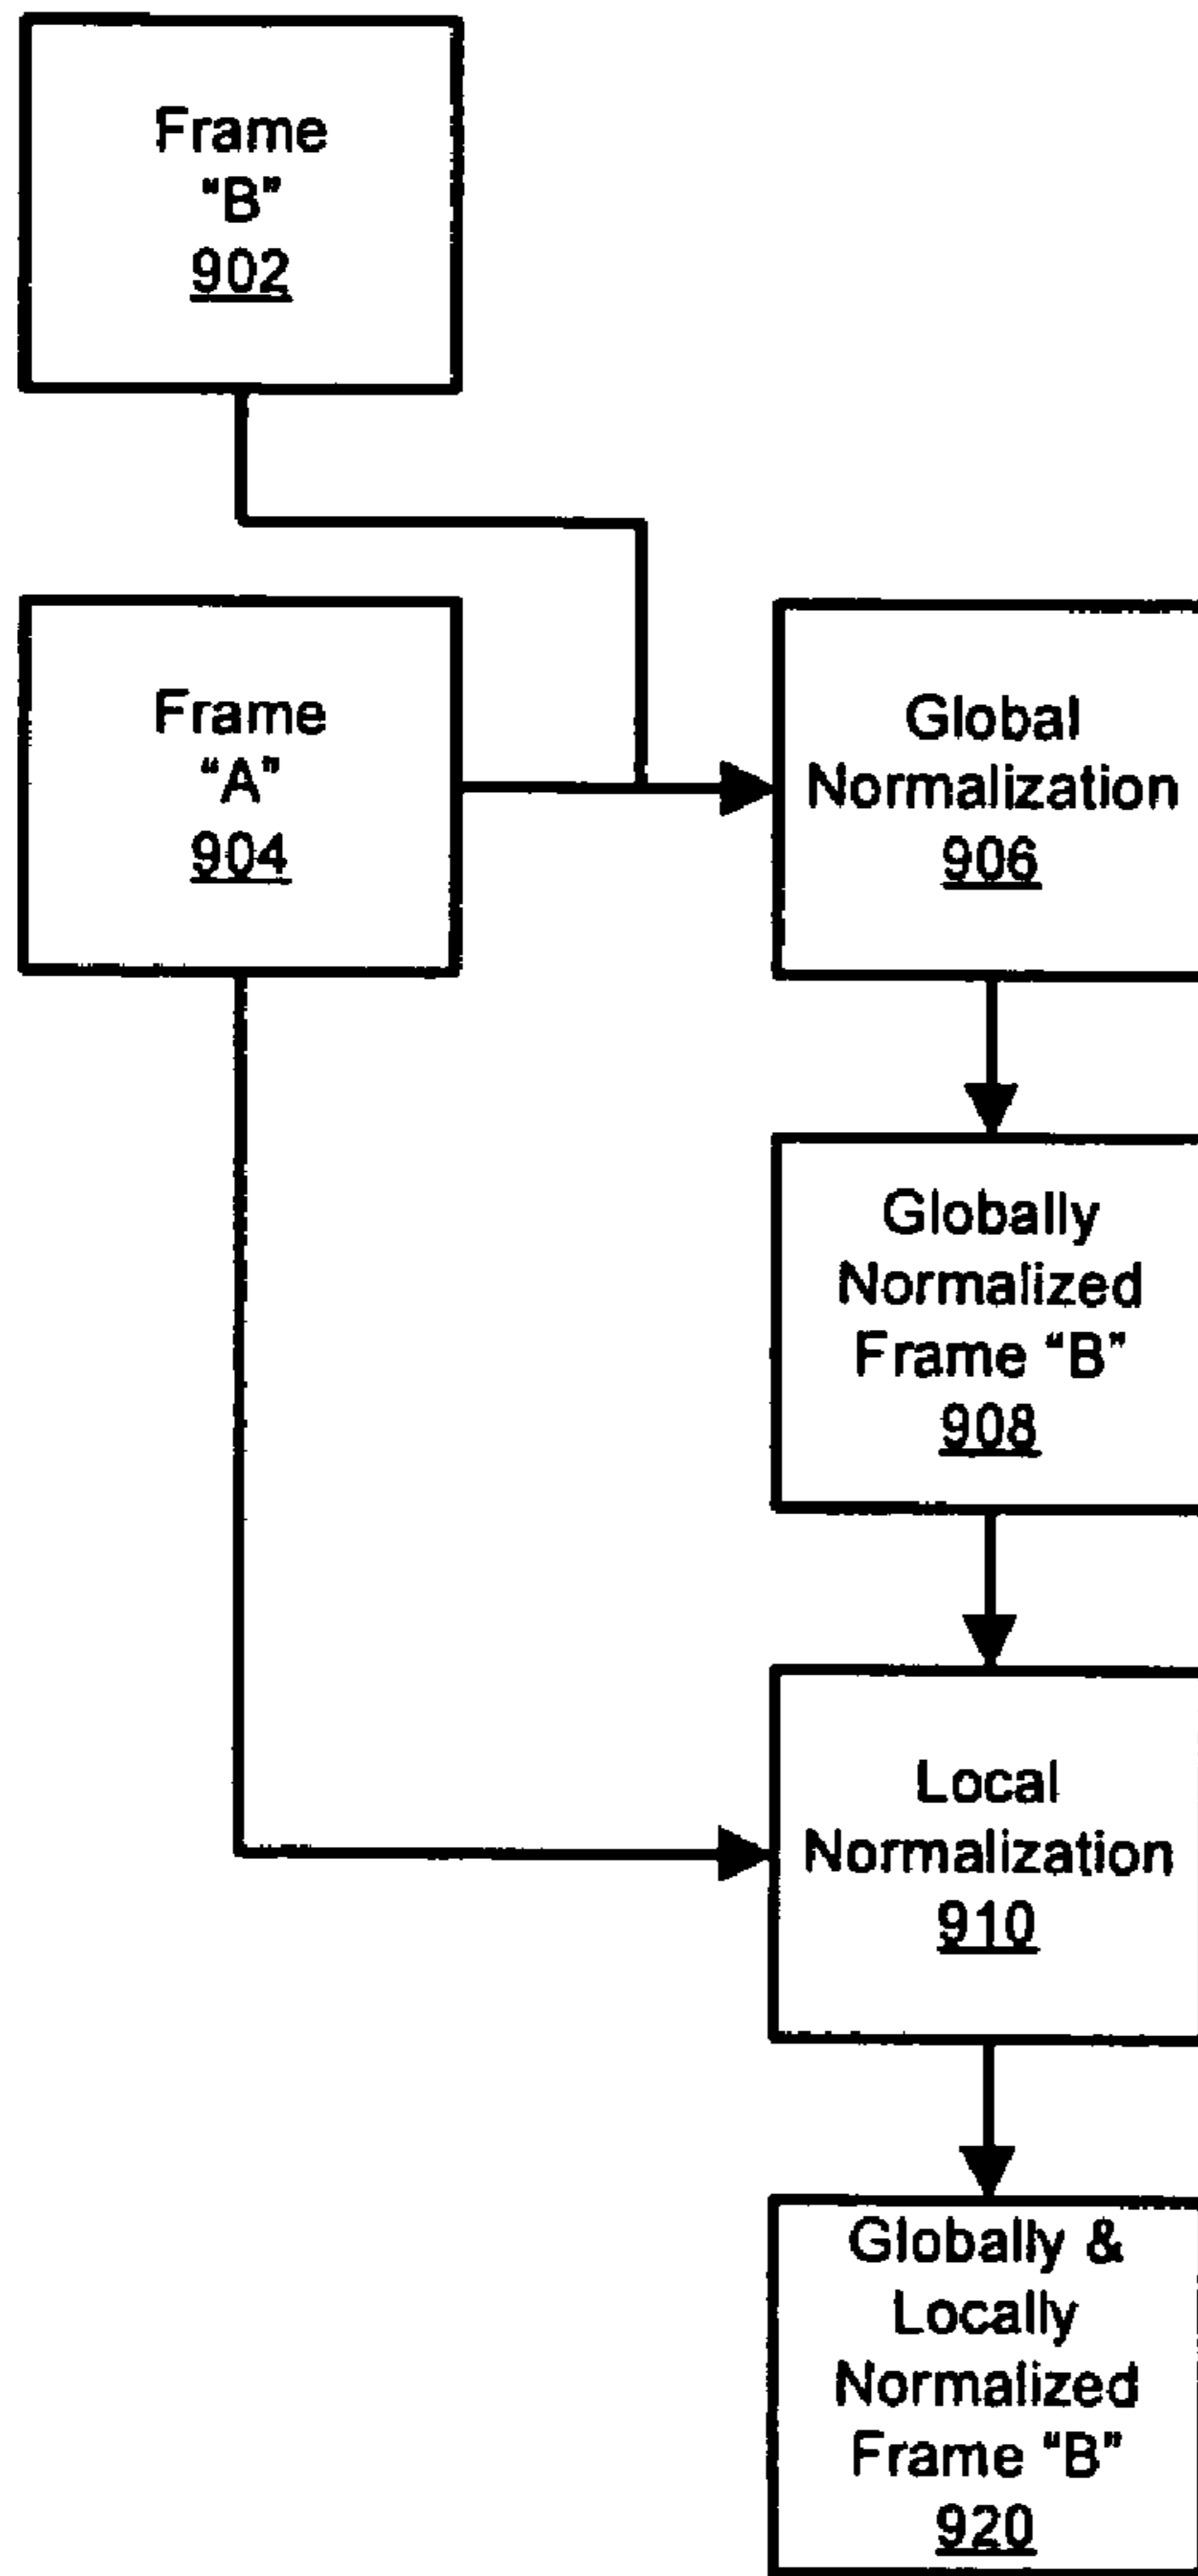 Frame
"B"
902
Frame
"A"
904
Global
Normalization
906
Globally
Normalized
Frame "B"
908
Local
Normalization
910
Globally &
Locally
Normalized
Frame "B"
920